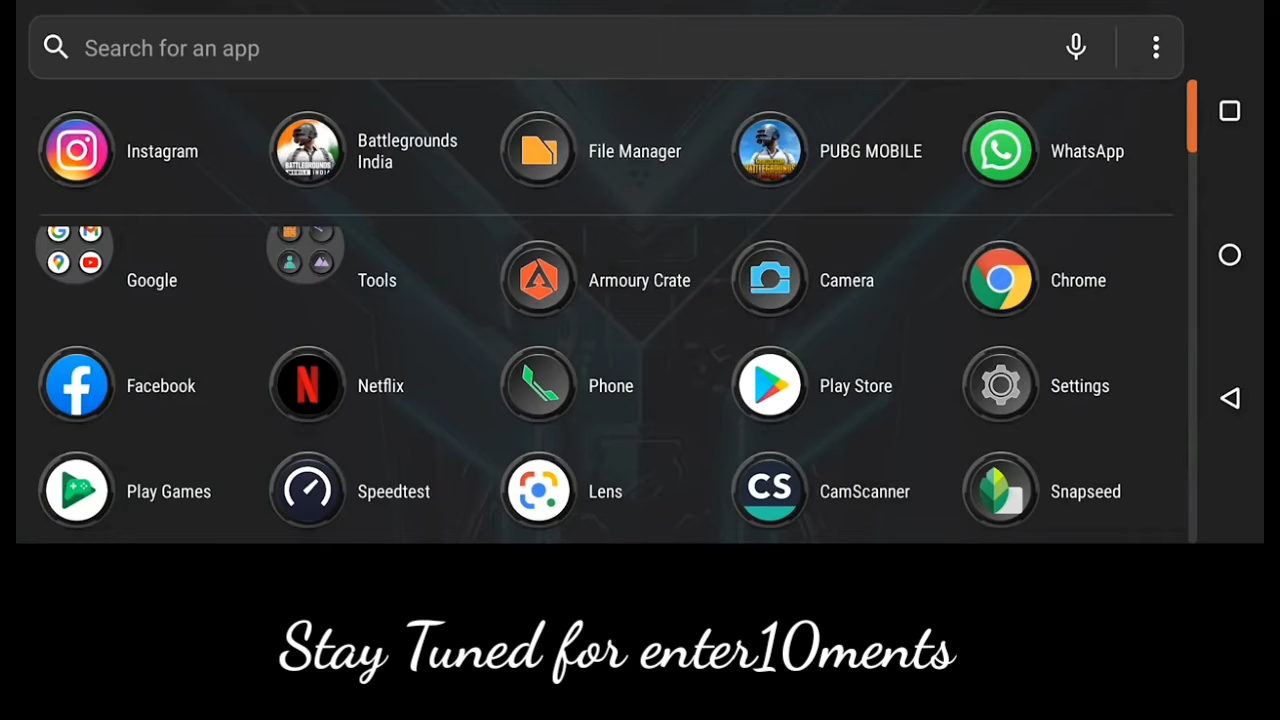 Search for an app
Instagram
Battlegrounds
India
File Manager
PUBG MOBILE
WhatsApp
Google
Tools
Armoury Crate
Camera
Chrome
Facebook
Netflix
Phone
Play Store
Settings
Play Games
Speedtest
Lens
CS
CamScanner
Snapseed
Stay Tuned for enter10ments